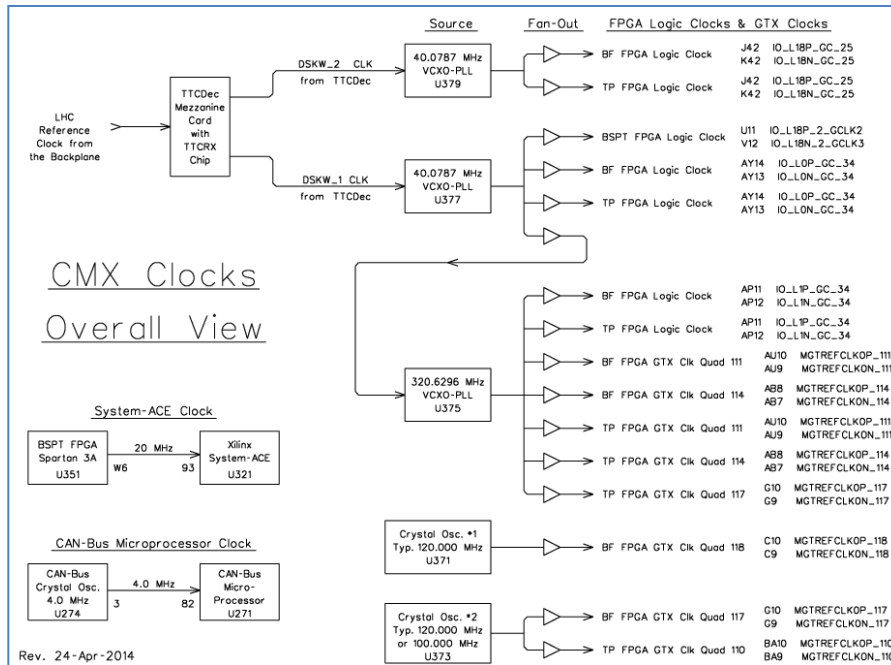 Source Fan-Out FPGA Logic Clocks & GTX Clocks
LHC
Reference
Clock from
the Backplane
TTCDec
Mezzanine
Card
with
TTCRX
Chip
DSKW_2 CLK
from TTCDec
40.0787 MHz
VCXO-PLL
U379
BF FPGA Logic Clock
J42 IO_L18P_GC_25
K42 IO_L18N_GC_25
TP FPGA Logic Clock
J42 IO_L18P_GC_25
K42 IO_L18N_GC_25
DSKW_1 CLK
from TTCDec
40.0787 MHz
VCXO-PLL
U377
BSPT FPGA Logic Clock
U11 IO_L18P_2_GCLK2
V12 IO_L18N_2_GCLK3
BF FPGA Logic Clock
AY14 IO_L0P_GC_34
AY13 IO_L0N_GC_34
TP FPGA Logic Clock
AY14 IO_L0P_GC_34
AY13 IO_L0N_GC_34
CMX Clocks
Overall View
320.6296 MHz
VCXO-PLL
U375
BF FPGA Logic Clock
AP11 IO_L1P_GC_34
AP12 IO_L1N_GC_34
TP FPGA Logic Clock
AP11 IO_L1P_GC_34
AP12 IO_L1N_GC_34
BF FPGA GTX Clk Quad 111
AU10 MGTREFCLK0P_111
AU9 MGTREFCLK0N_111
BF FPGA GTX Clk Quad 114
AB8 MGTREFCLK0P_114
AB7 MGTREFCLK0N_114
TP FPGA GTX Clk Quad 111
AU10 MGTREFCLK0P_111
AU9 MGTREFCLK0N_111
TP FPGA GTX Clk Quad 114
AB8 MGTREFCLK0P_114
AB7 MGTREFCLK0N_114
TP FPGA GTX Clk Quad 117
G10 MGTREFCLK0P_117
G9 MGTREFCLK0N_117
System-ACE Clock
BSPT FPGA
Spartan 3A
U351
20 MHz
W6 93
Xilinx
System-ACE
U321
Crystal Osc. *1
Typ. 120.000 MHz
U371
BF FPGA GTX Clk Quad 118
C10 MGTREFCLK0P_118
C9 MGTREFCLK0N_118
CAN-Bus Microprocessor Clock
CAN-Bus
Crystal Osc.
4.0 MHz
U274
4.0 MHz
3 82
CAN-Bus
Micro-
Processor
U271
Crystal Osc. *2
Typ. 120.000 MHz
or 100.000 MHz
U373
BF FPGA GTX Clk Quad 117
G10 MGTREFCLK0P_117
G9 MGTREFCLK0N_117
TP FPGA GTX Clk Quad 110
BA10 MGTREFCLK0P_110
BA9 MGTREFCLK0N_110
Rev. 24-Apr-2014